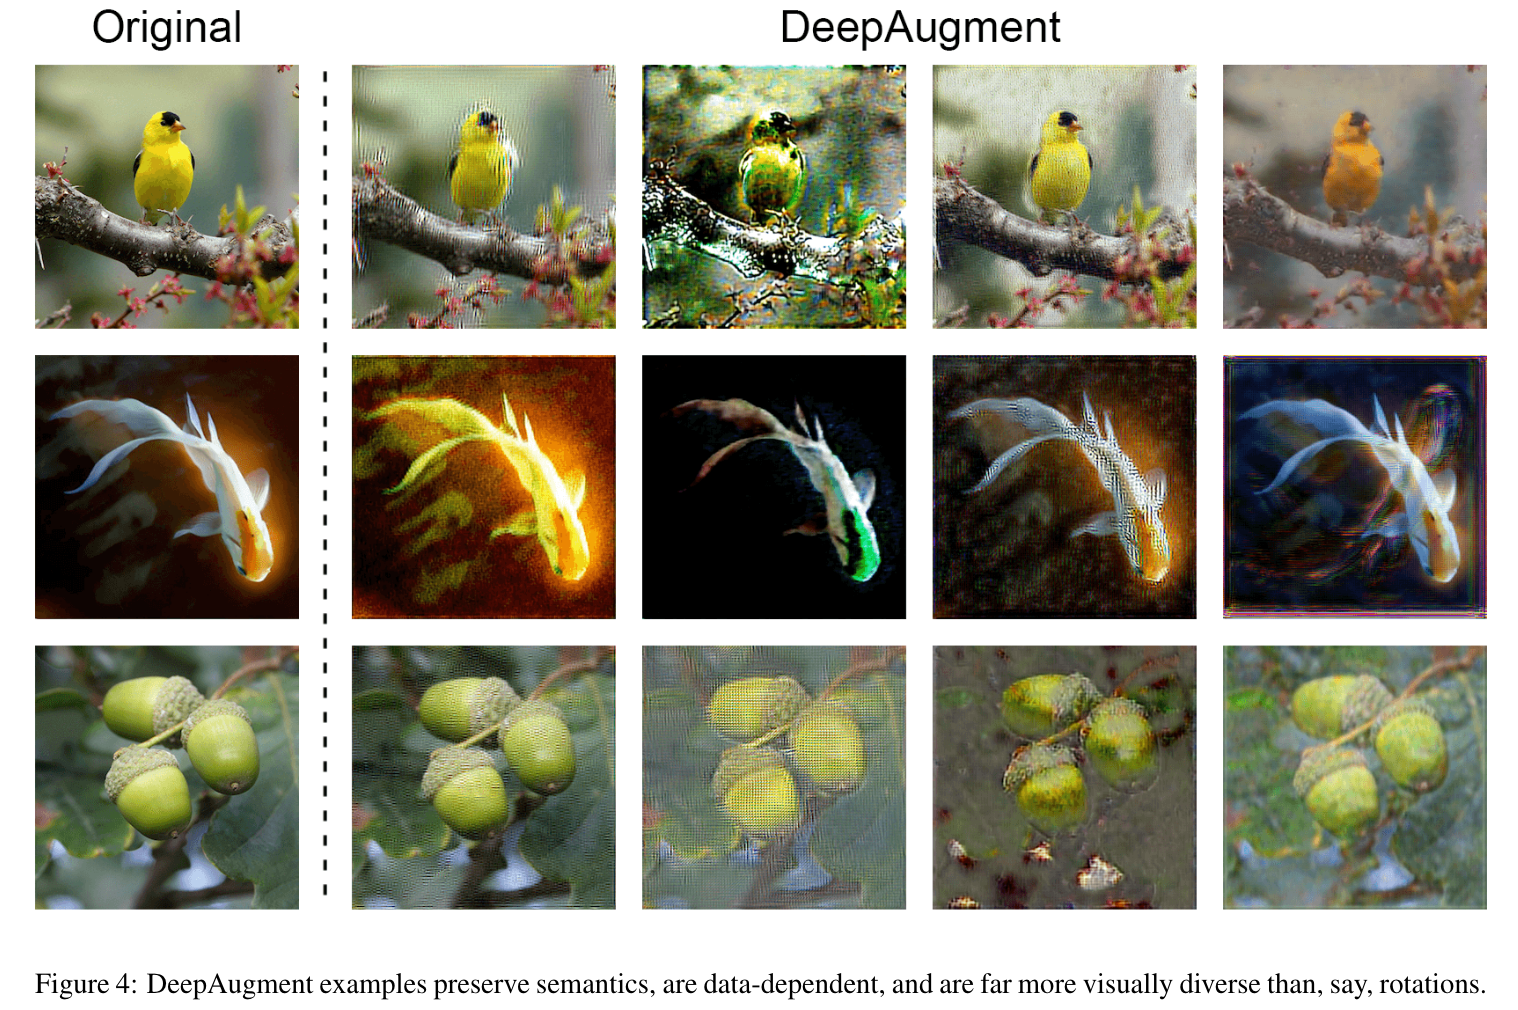 Original
DeepAugment
Figure 4: DeepAugment examples preserve semantics, are data-dependent, and are far more visually diverse than, say, rotations.